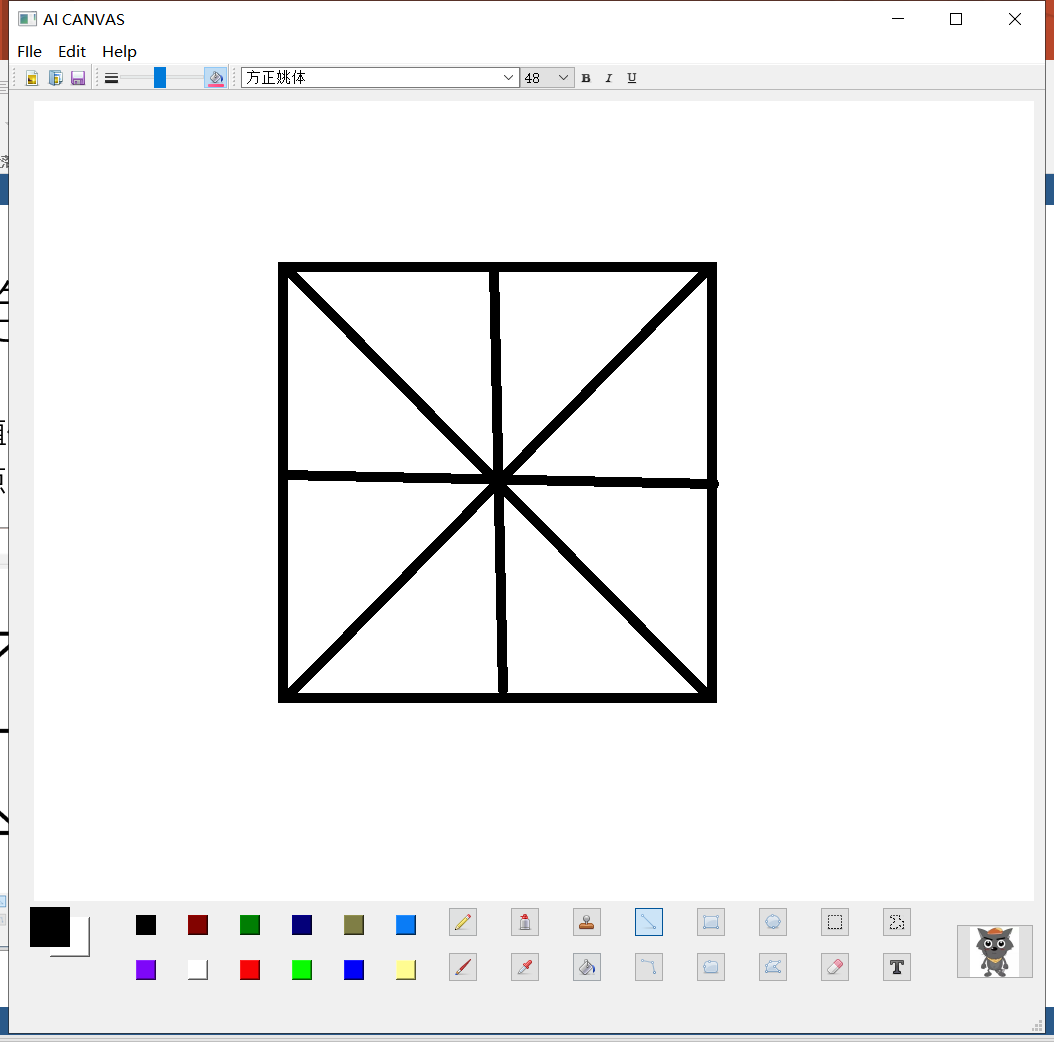 AI CANVAS
FIle Edit Help
方正姚体 48 B I U
T